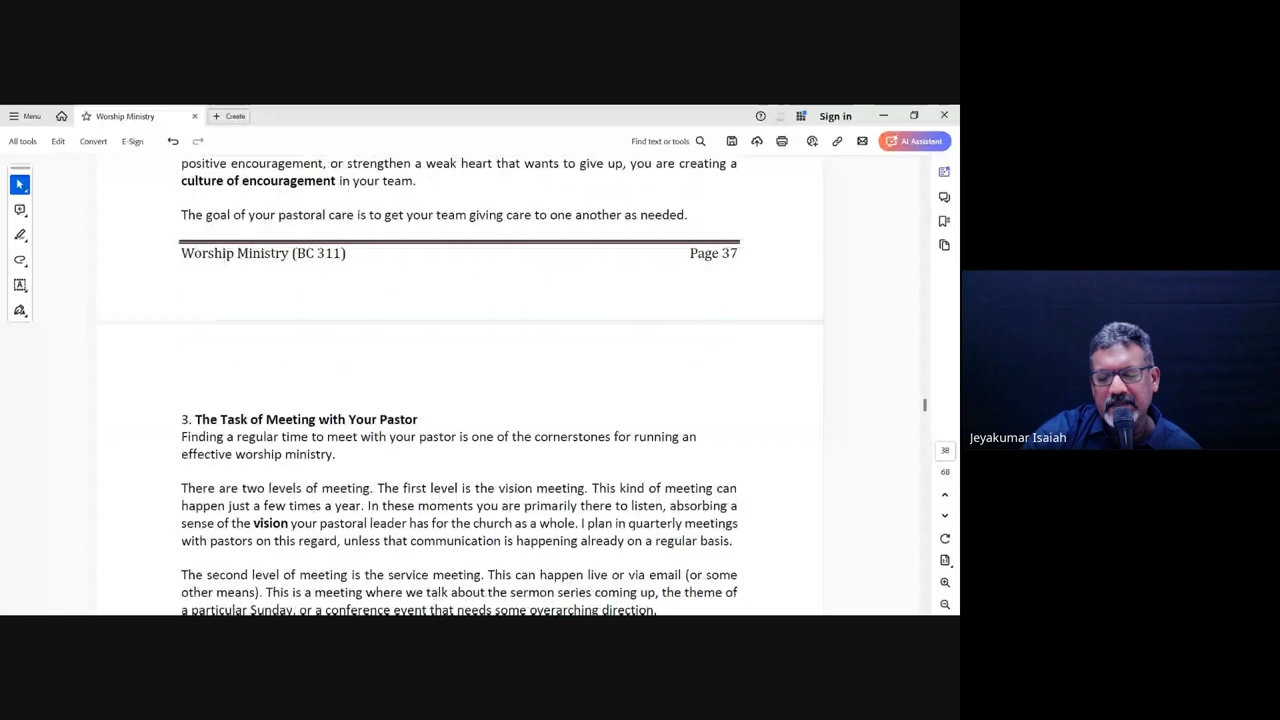 Menu
Worship Ministry
Create
Sign in
All tools
Edit
Convert
E-Sign
Find text or tools
AI Assistant
positive encouragement, or strengthen a weak heart that wants to give up, you are creating a
culture of encouragement in your team.
The goal of your pastoral care is to get your team giving care to one another as needed.
Worship Ministry (BC 311) Page 37
3. The Task of Meeting with Your Pastor
Finding a regular time to meet with your pastor is one of the cornerstones for running an
effective worship ministry.
There are two levels of meeting. The first level is the vision meeting. This kind of meeting can
happen just a few times a year. In these moments you are primarily there to listen, absorbing a
sense of the vision your pastoral leader has for the church as a whole. I plan in quarterly meetings
with pastors on this regard, unless that communication is happening already on a regular basis.
The second level of meeting is the service meeting. This can happen live or via email (or some
other means). This is a meeting where we talk about the sermon series coming up, the theme of
a particular Sunday, or a conference event that needs some overarching direction.
38
68
Jeyakumar Isaiah